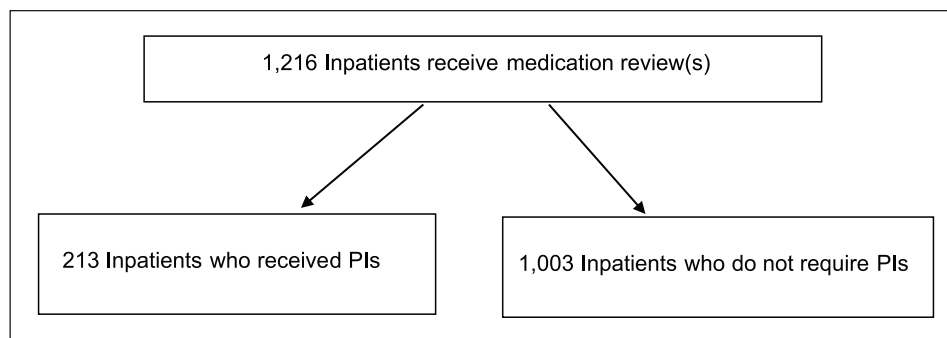 1,216 Inpatients receive medication review(s)
213 Inpatients who received PIs
1,003 Inpatients who do not require PIs